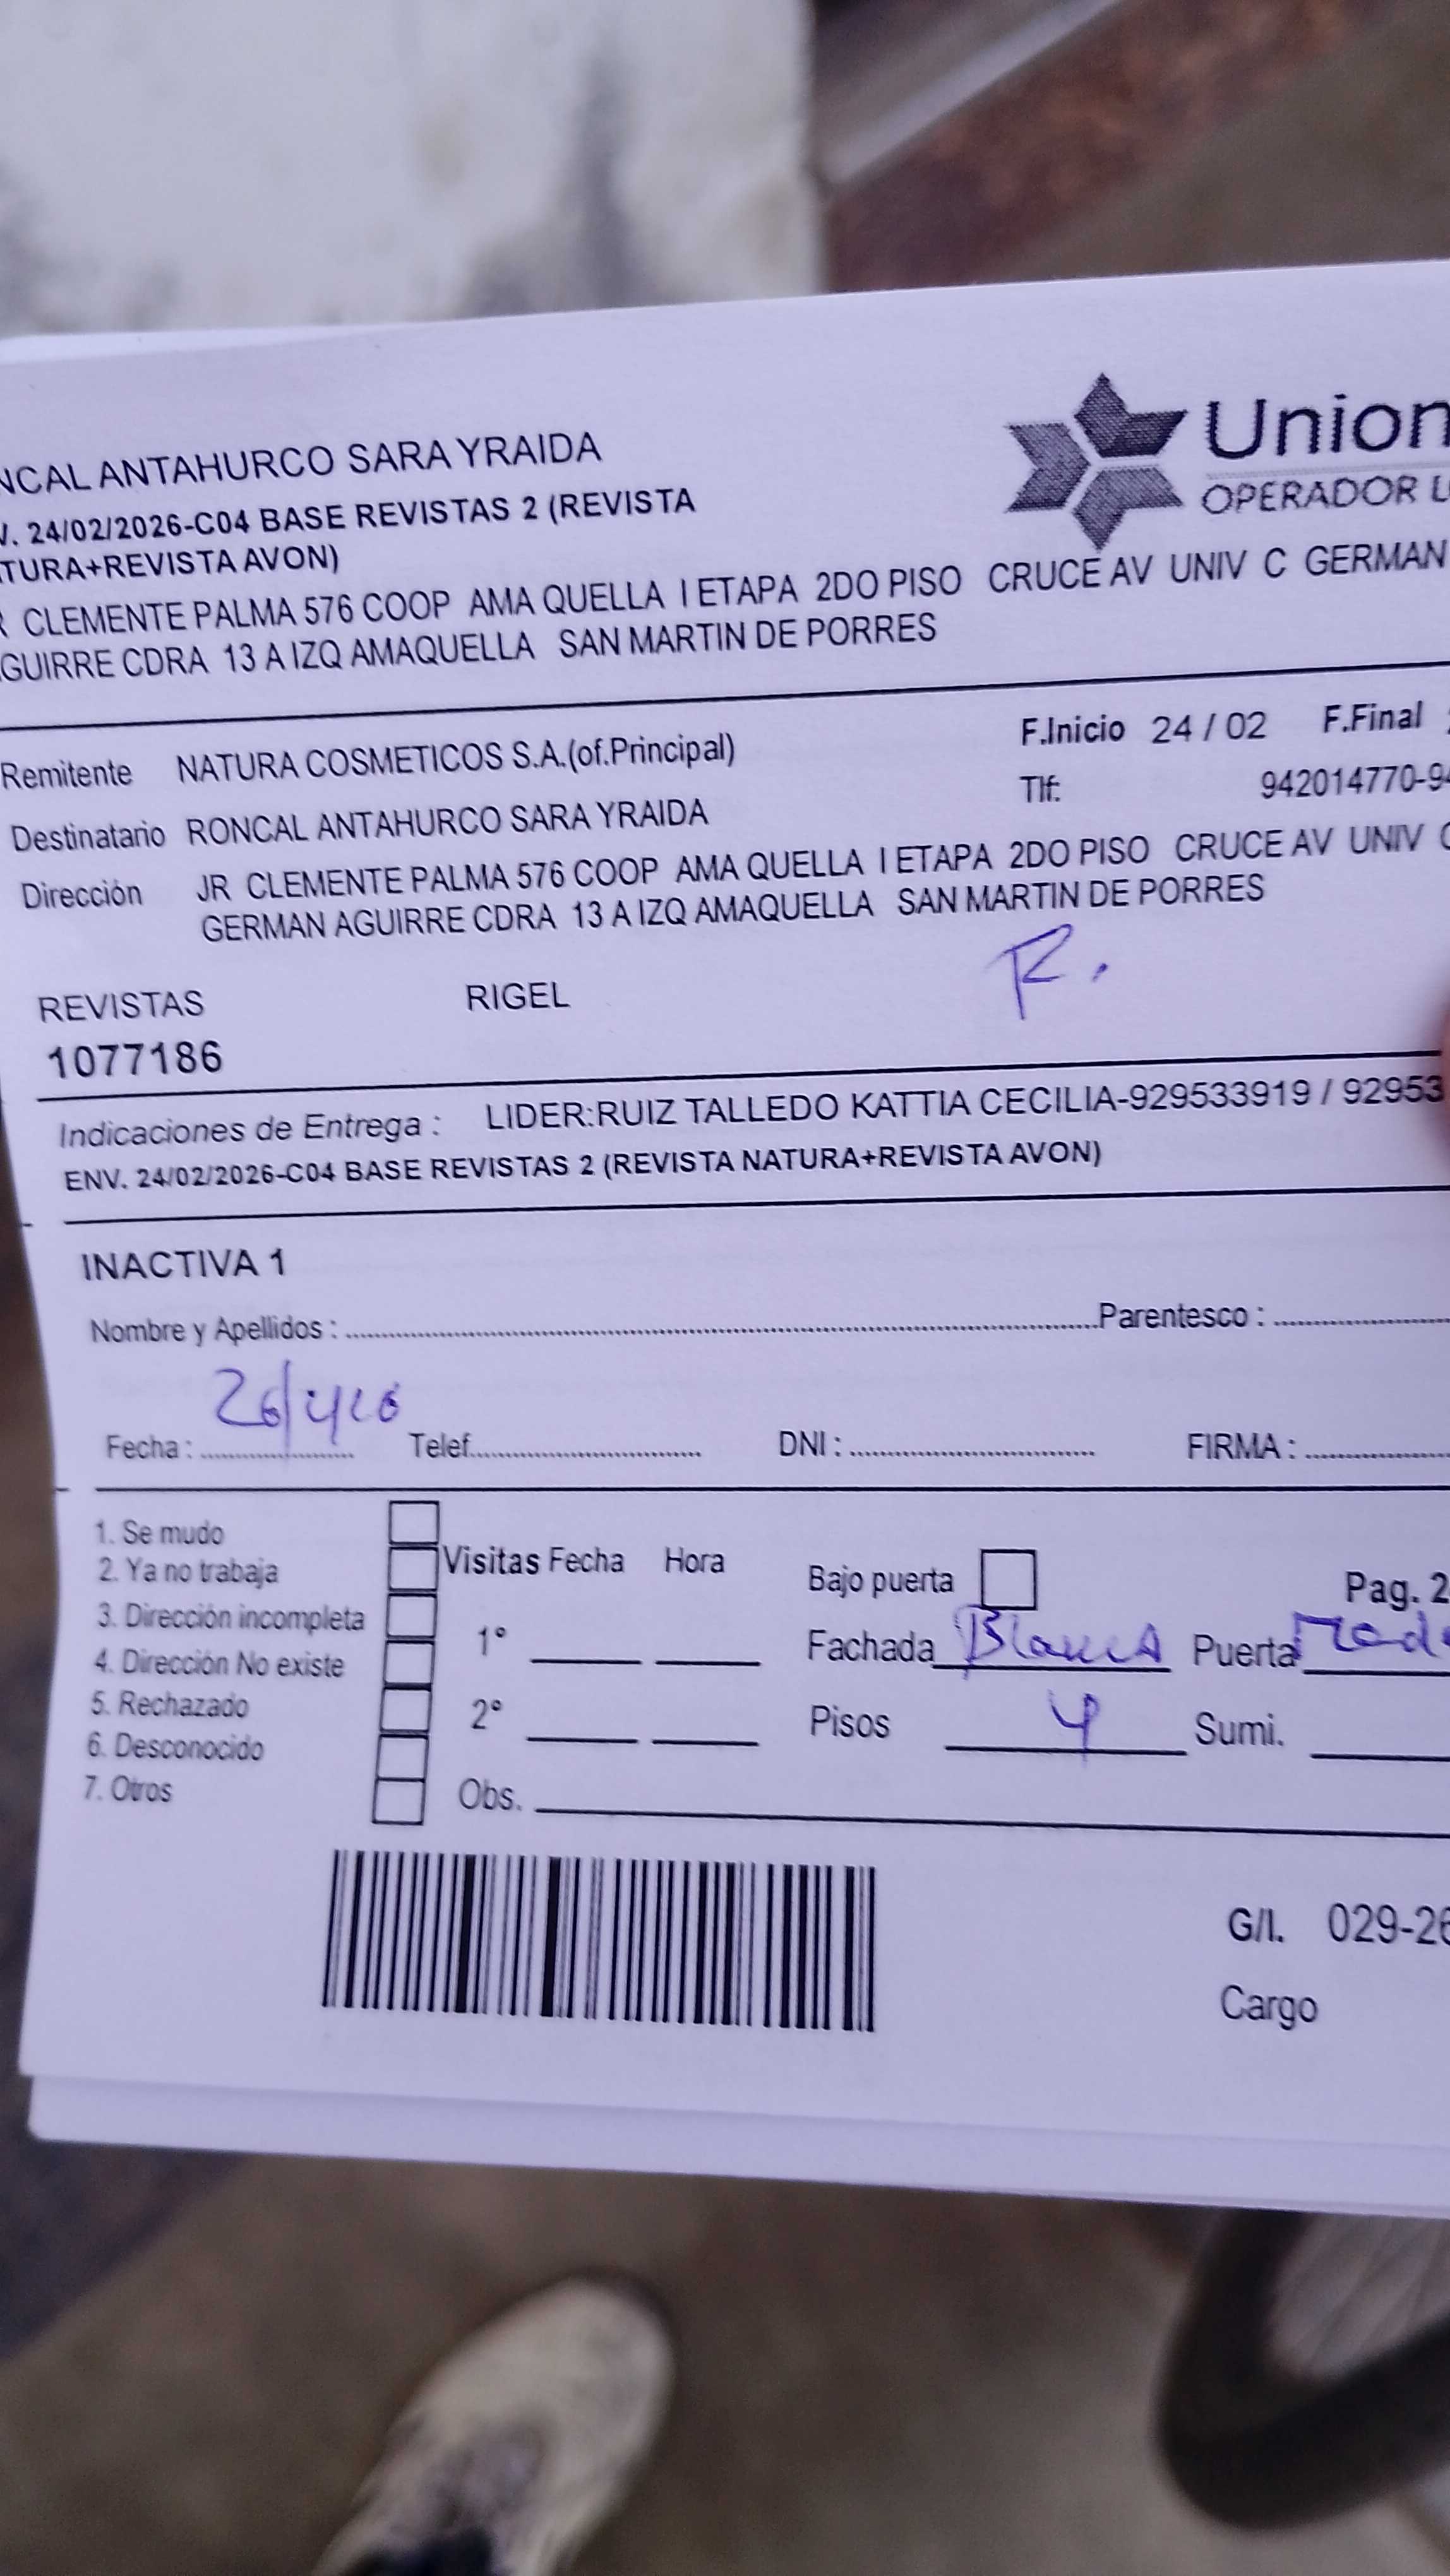 NCAL ANTAHURCO SARA YRAIDA
V. 24/02/2026-C04 BASE REVISTAS 2 (REVISTA
TURA+REVISTA AVON)
R CLEMENTE PALMA 576 COOP AMA QUELLA I ETAPA 2DO PISO CRUCE AV UNIV C GERMAN
GUIRRE CDRA 13 A IZQ AMAQUELLA SAN MARTIN DE PORRES
Union
OPERADOR L
Remitente NATURA COSMETICOS S.A.(of.Principal)
F.Inicio 24 / 02 F.Final
Tlf: 942014770-94
Destinatario RONCAL ANTAHURCO SARA YRAIDA
Dirección JR CLEMENTE PALMA 576 COOP AMA QUELLA I ETAPA 2DO PISO CRUCE AV UNIV C
GERMAN AGUIRRE CDRA 13 A IZQ AMAQUELLA SAN MARTIN DE PORRES
R.
REVISTAS RIGEL
1077186
Indicaciones de Entrega : LIDER:RUIZ TALLEDO KATTIA CECILIA-929533919 / 92953
ENV. 24/02/2026-C04 BASE REVISTAS 2 (REVISTA NATURA+REVISTA AVON)
INACTIVA 1
Nombre y Apellidos : Parentesco :
Fecha : Telef. DNI : FIRMA :
1. Se mudo
2. Ya no trabaja
3. Dirección incompleta
4. Dirección No existe
5. Rechazado
6. Desconocido
7. Otros
Visitas Fecha Hora
1°
2°
Obs.
Bajo puerta
Pag. 2
Fachada Blanca Puerta
Pisos 4 Sumi.
G/I. 029-26
Cargo